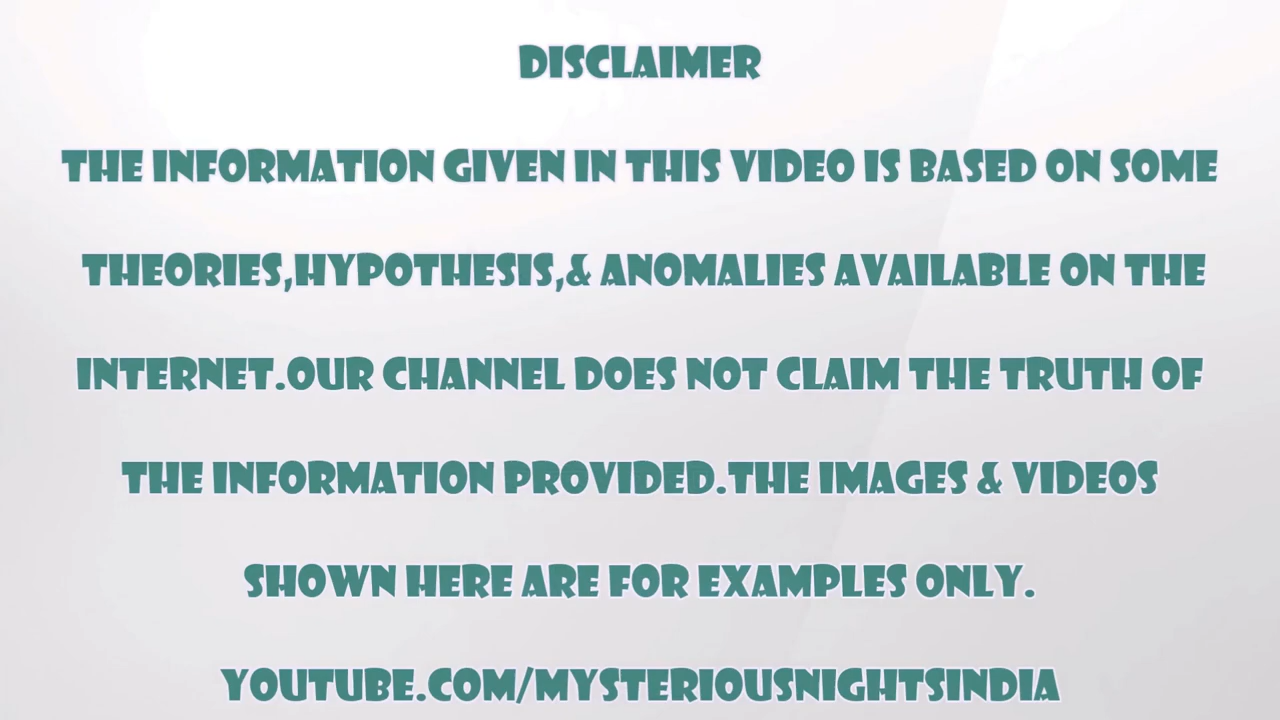 DISCLAIMER
THE INFORMATION GIVEN IN THIS VIDEO IS BASED ON SOME
THEORIES,HYPOTHESIS,& ANOMALIES AVAILABLE ON THE
INTERNET.OUR CHANNEL DOES NOT CLAIM THE TRUTH OF
THE INFORMATION PROVIDED.THE IMAGES & VIDEOS
SHOWN HERE ARE FOR EXAMPLES ONLY.
YOUTUBE.COM/MYSTERIOUSNIGHTSINDIA